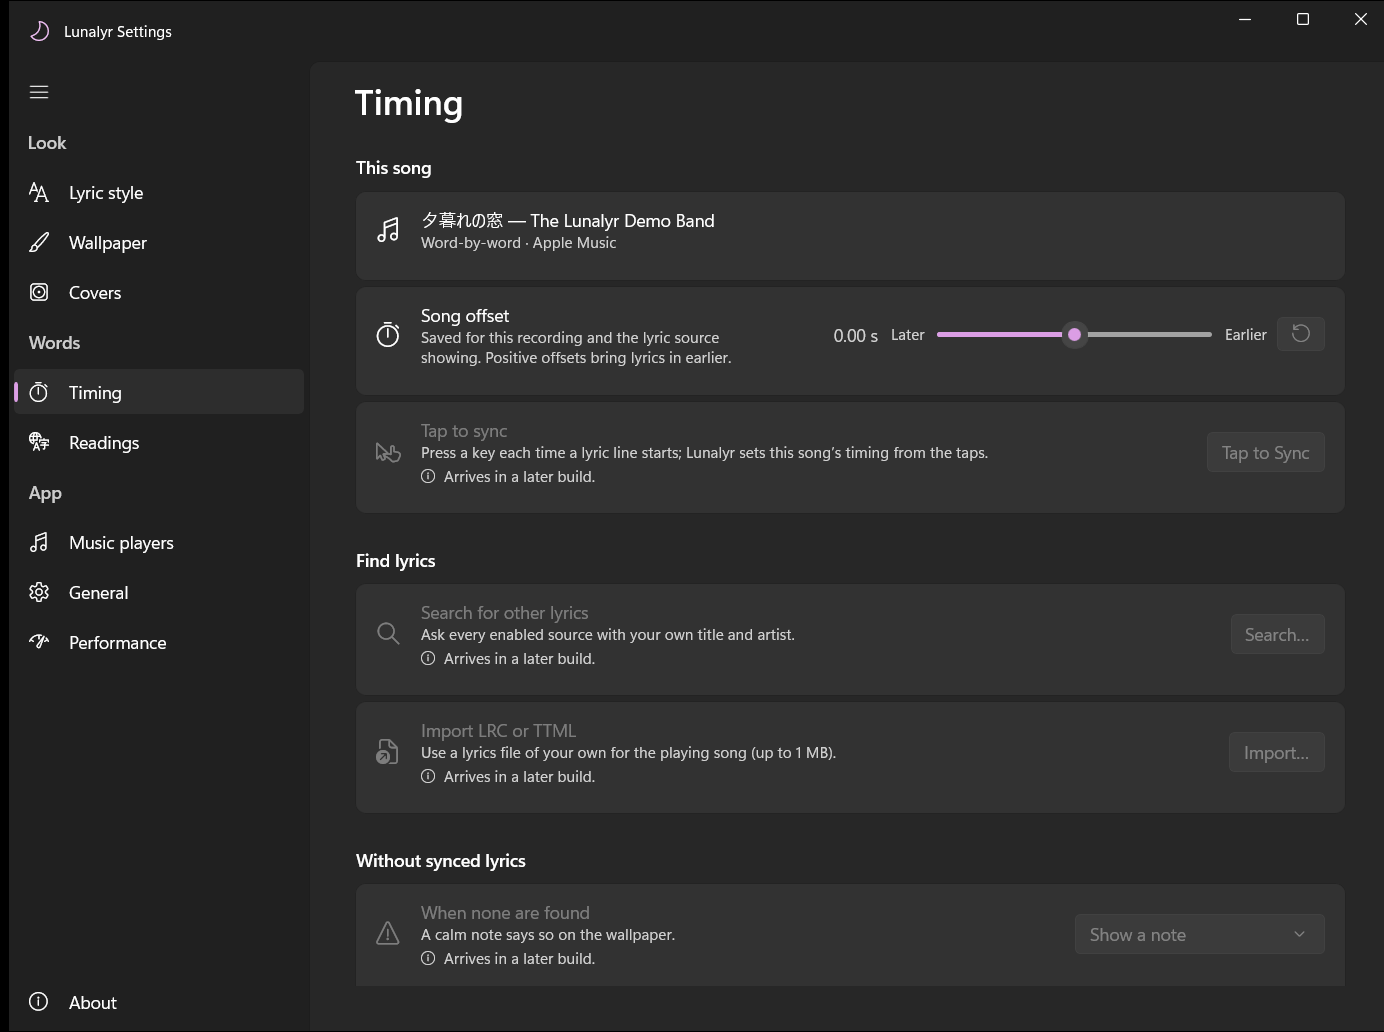 Lunalyr Settings
Look
Lyric style
Wallpaper
Covers
Words
Timing
Readings
App
Music players
General
Performance
About
Timing
This song
夕暮れの窓 — The Lunalyr Demo Band
Word-by-word · Apple Music
Song offset
Saved for this recording and the lyric source
showing. Positive offsets bring lyrics in earlier.
0.00 s Later Earlier
Tap to sync
Press a key each time a lyric line starts; Lunalyr sets this song’s timing from the taps.
Arrives in a later build.
Tap to Sync
Find lyrics
Search for other lyrics
Ask every enabled source with your own title and artist.
Arrives in a later build.
Search...
Import LRC or TTML
Use a lyrics file of your own for the playing song (up to 1 MB).
Arrives in a later build.
Import...
Without synced lyrics
When none are found
A calm note says so on the wallpaper.
Arrives in a later build.
Show a note